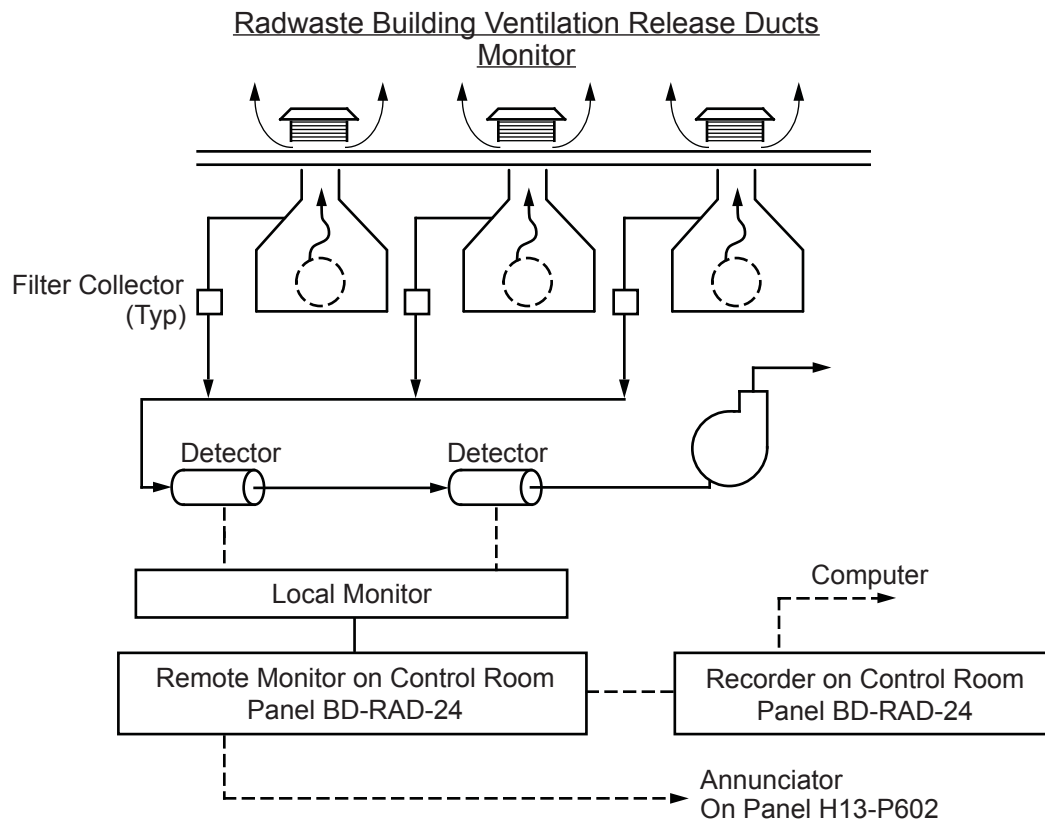 Radwaste Building Ventilation Release Ducts
Monitor
Filter Collector
(Typ)
Detector
Detector
Local Monitor
Computer
Remote Monitor on Control Room
Panel BD-RAD-24
Recorder on Control Room
Panel BD-RAD-24
Annunciator
On Panel H13-P602